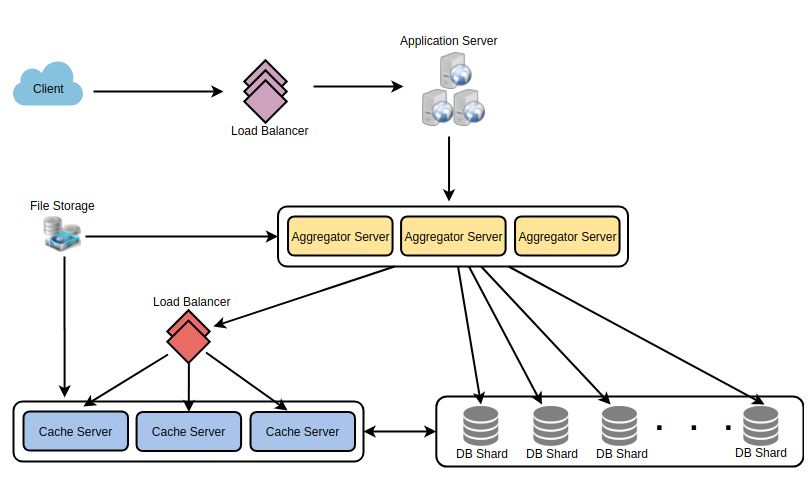 Application Server
Client
Load Balancer
File Storage
Aggregator Server
Aggregator Server
Aggregator Server
Load Balancer
Cache Server
Cache Server
Cache Server
DB Shard
DB Shard
DB Shard
DB Shard